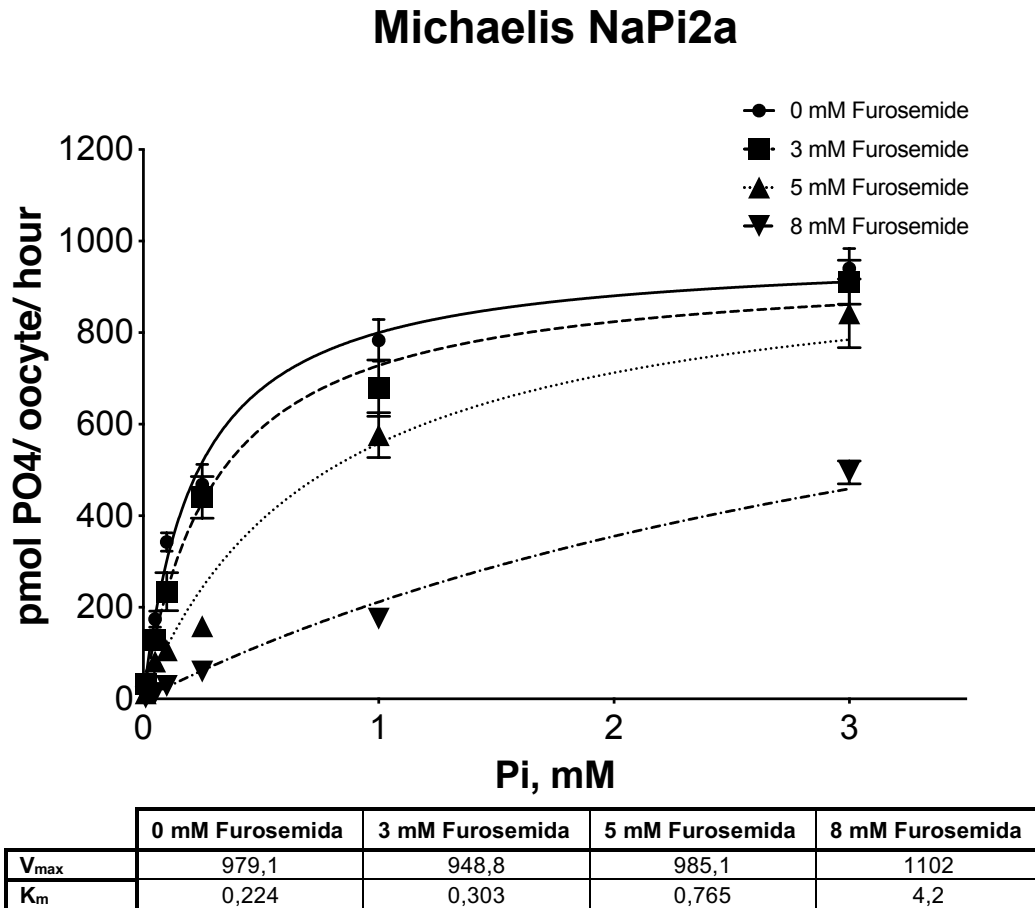 Michaelis NaPi2a
0 mM Furosemide
3 mM Furosemide
5 mM Furosemide
8 mM Furosemide
1200
1000
800
600
400
200
0
pmol PO4/ oocyte/ hour
0 1 2 3
Pi, mM
0 mM Furosemida 3 mM Furosemida 5 mM Furosemida 8 mM Furosemida
Vmax 979,1 948,8 985,1 1102
Km 0,224 0,303 0,765 4,2